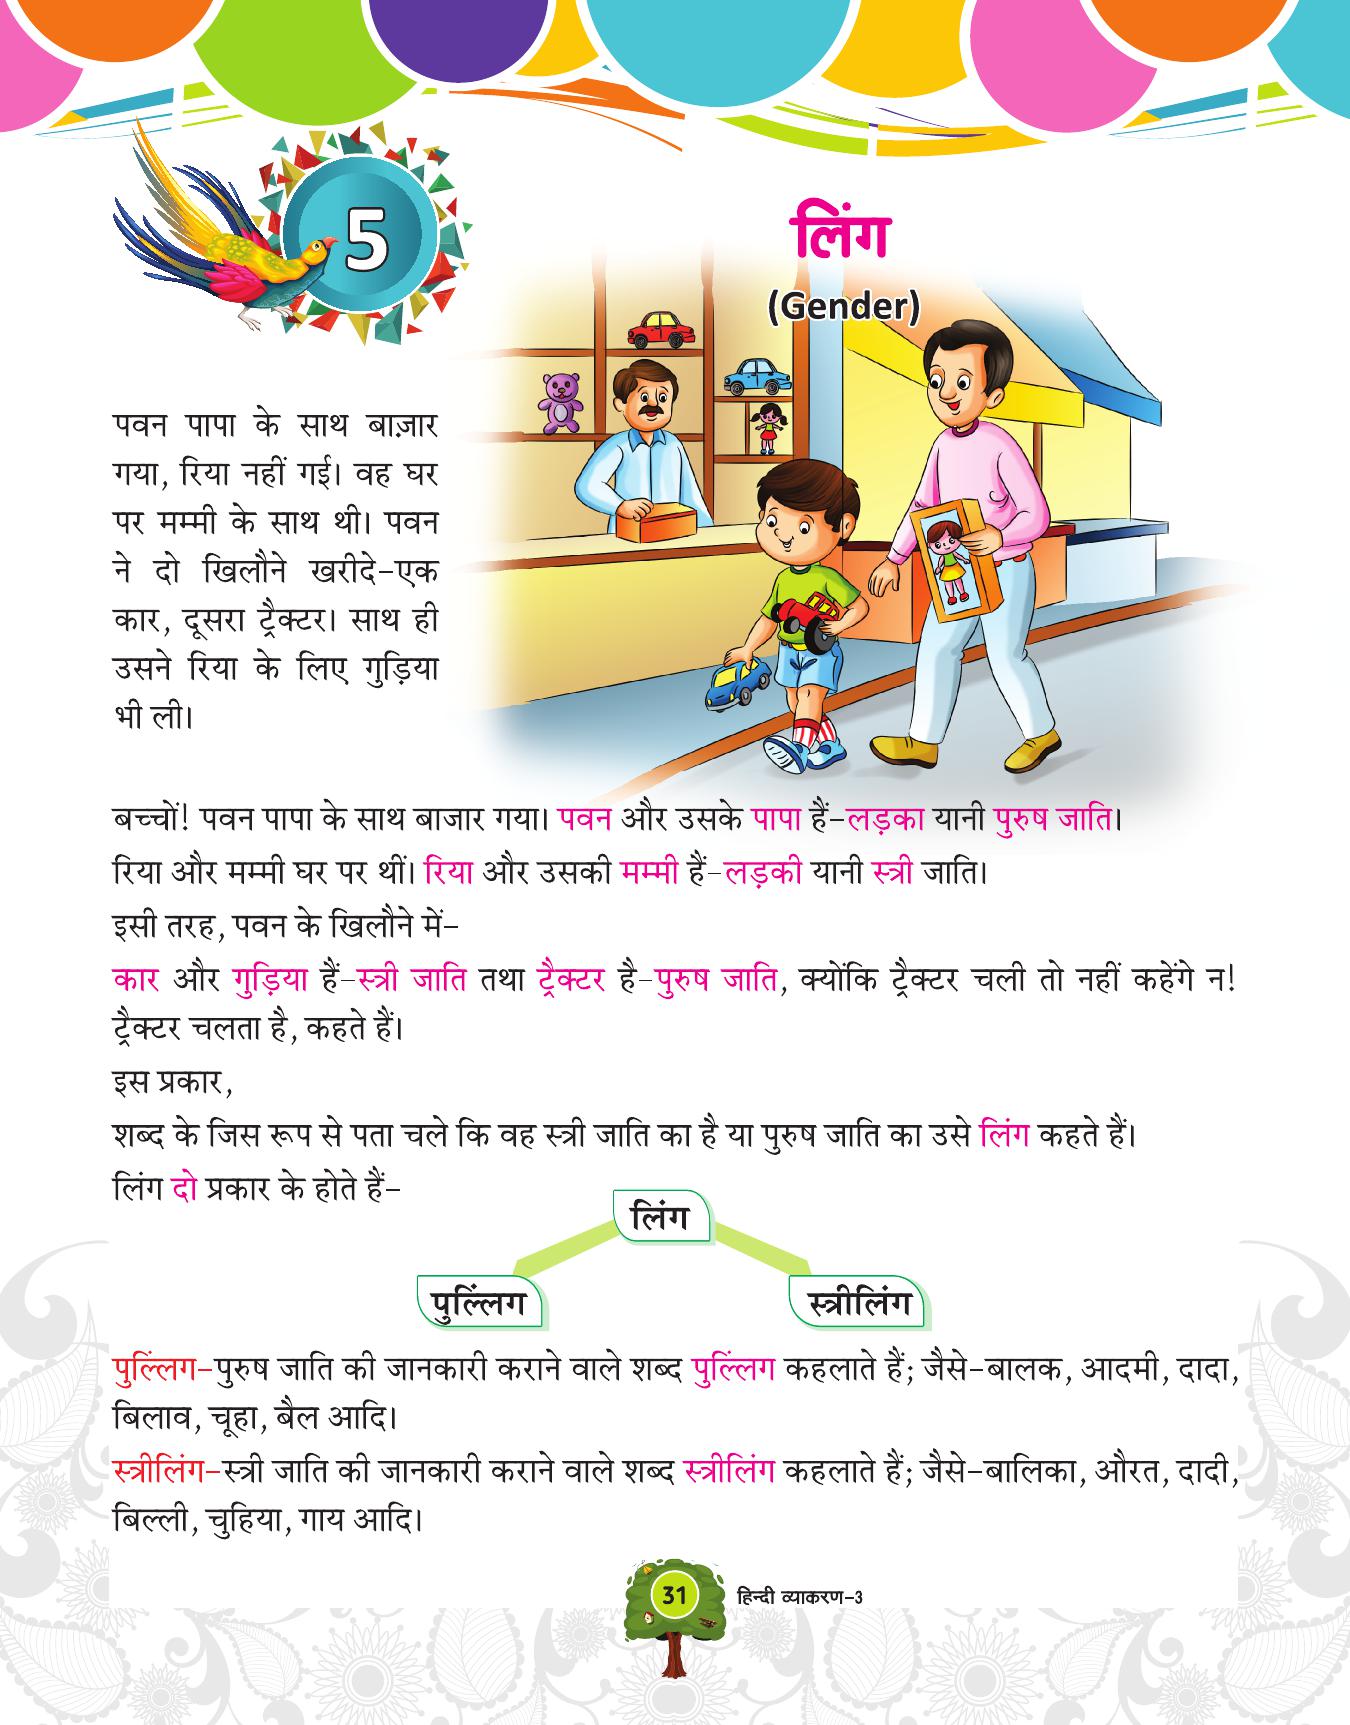 5
लिंग
(Gender)
पवन पापा के साथ बाज़ार
गया, रिया नहीं गई। वह घर
पर मम्मी के साथ थी। पवन
ने दो खिलौने खरीदे-एक
कार, दूसरा ट्रैक्टर। साथ ही
उसने रिया के लिए गुड़िया
भी ली।
बच्चों! पवन पापा के साथ बाजार गया। पवन और उसके पापा हैं-लड़का यानी पुरुष जाति।
रिया और मम्मी घर पर थीं। रिया और उसकी मम्मी हैं-लड़की यानी स्त्री जाति।
इसी तरह, पवन के खिलौने में-
कार और गुड़िया हैं-स्त्री जाति तथा ट्रैक्टर है-पुरुष जाति, क्योंकि ट्रैक्टर चली तो नहीं कहेंगे न!
ट्रैक्टर चलता है, कहते हैं।
इस प्रकार,
शब्द के जिस रूप से पता चले कि वह स्त्री जाति का है या पुरुष जाति का उसे लिंग कहते हैं।
लिंग दो प्रकार के होते हैं-
लिंग
पुल्लिंग स्त्रीलिंग
पुल्लिंग-पुरुष जाति की जानकारी कराने वाले शब्द पुल्लिंग कहलाते हैं; जैसे-बालक, आदमी, दादा,
बिलाव, चूहा, बैल आदि।
स्त्रीलिंग-स्त्री जाति की जानकारी कराने वाले शब्द स्त्रीलिंग कहलाते हैं; जैसे-बालिका, औरत, दादी,
बिल्ली, चुहिया, गाय आदि।
31 हिन्दी व्याकरण-3